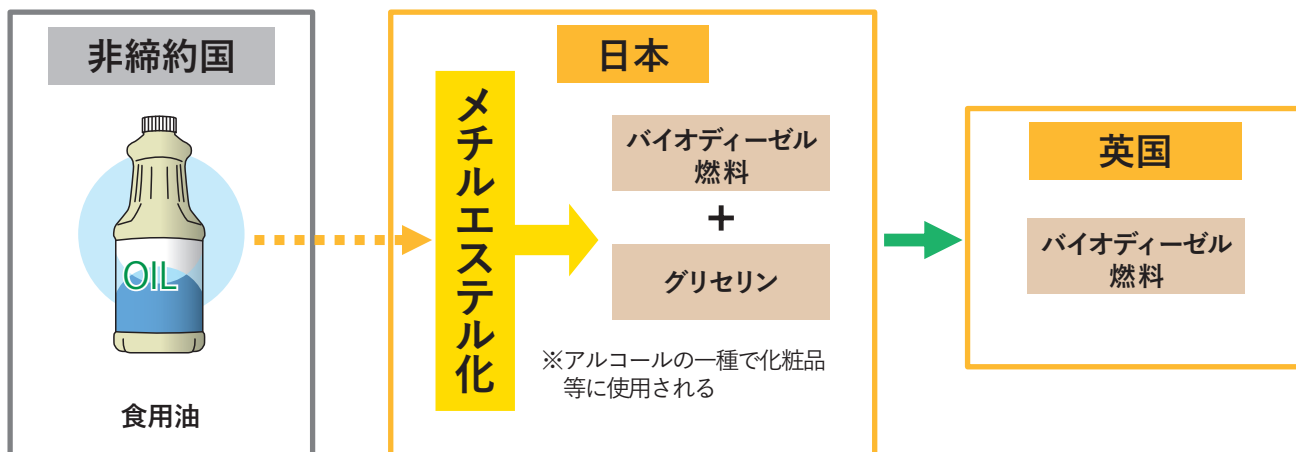 非締約国
OIL
食用油
日本
メチルエステル化
バイオディーゼル
燃料
+
グリセリン
※アルコールの一種で化粧品
等に使用される
英国
バイオディーゼル
燃料